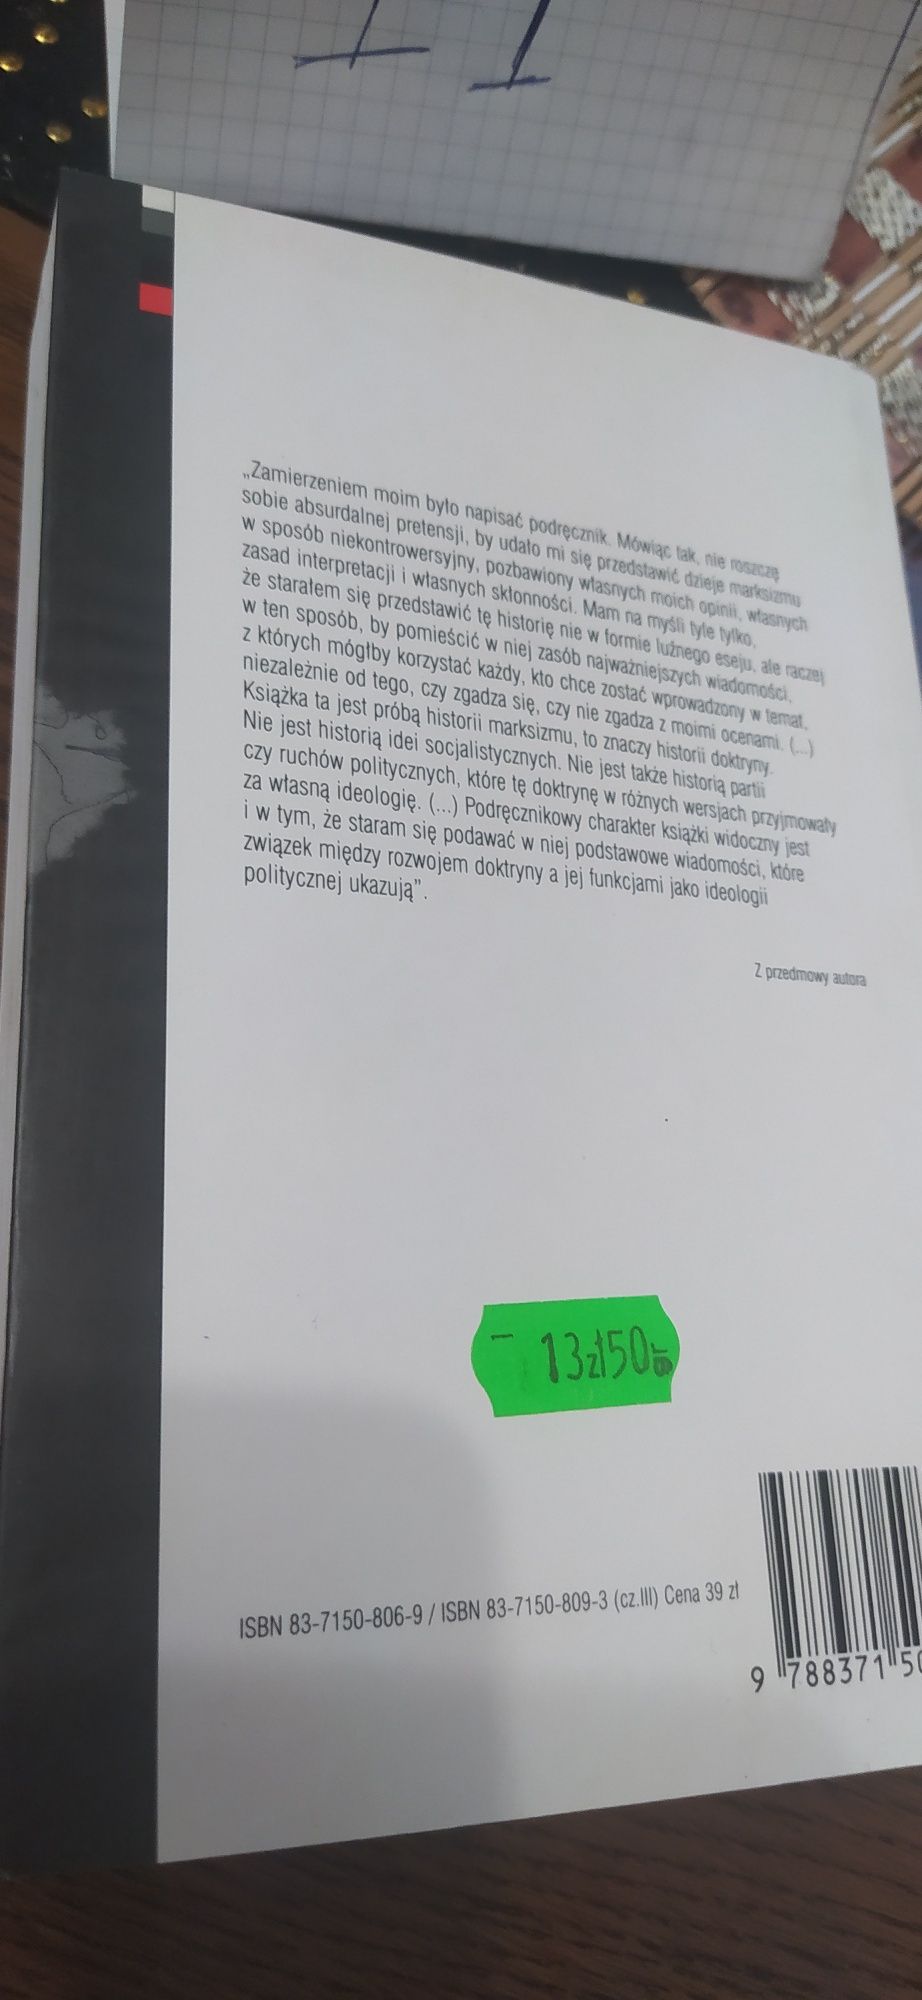 „Zamierzeniem moim było napisać podręcznik. Mówiąc tak, nie roszczę
sobie absurdalnej pretensji, by udało mi się przedstawić dzieje marksizmu
w sposób niekontrowersyjny, pozbawiony własnych moich opinii, własnych
zasad interpretacji i własnych skłonności. Mam na myśli tyle tylko,
że starałem się przedstawić tę historię nie w formie luźnego eseju, ale raczej
w ten sposób, by pomieścić w niej zasób najważniejszych wiadomości,
z których mógłby korzystać każdy, kto chce zostać wprowadzony w temat,
niezależnie od tego, czy zgadza się, czy nie zgadza z moimi ocenami. (...)
Książka ta jest próbą historii marksizmu, to znaczy historii doktryny.
Nie jest historią idei socjalistycznych. Nie jest także historią partii
czy ruchów politycznych, które tę doktrynę w różnych wersjach przyjmowały
za własną ideologię. (...) Podręcznikowy charakter książki widoczny jest
i w tym, że staram się podawać w niej podstawowe wiadomości, które
związek między rozwojem doktryny a jej funkcjami jako ideologii
politycznej ukazują”.
Z przedmowy autora
13zł50
ISBN 83-7150-806-9 / ISBN 83-7150-809-3 (cz.III) Cena 39 zł
9 788371 50